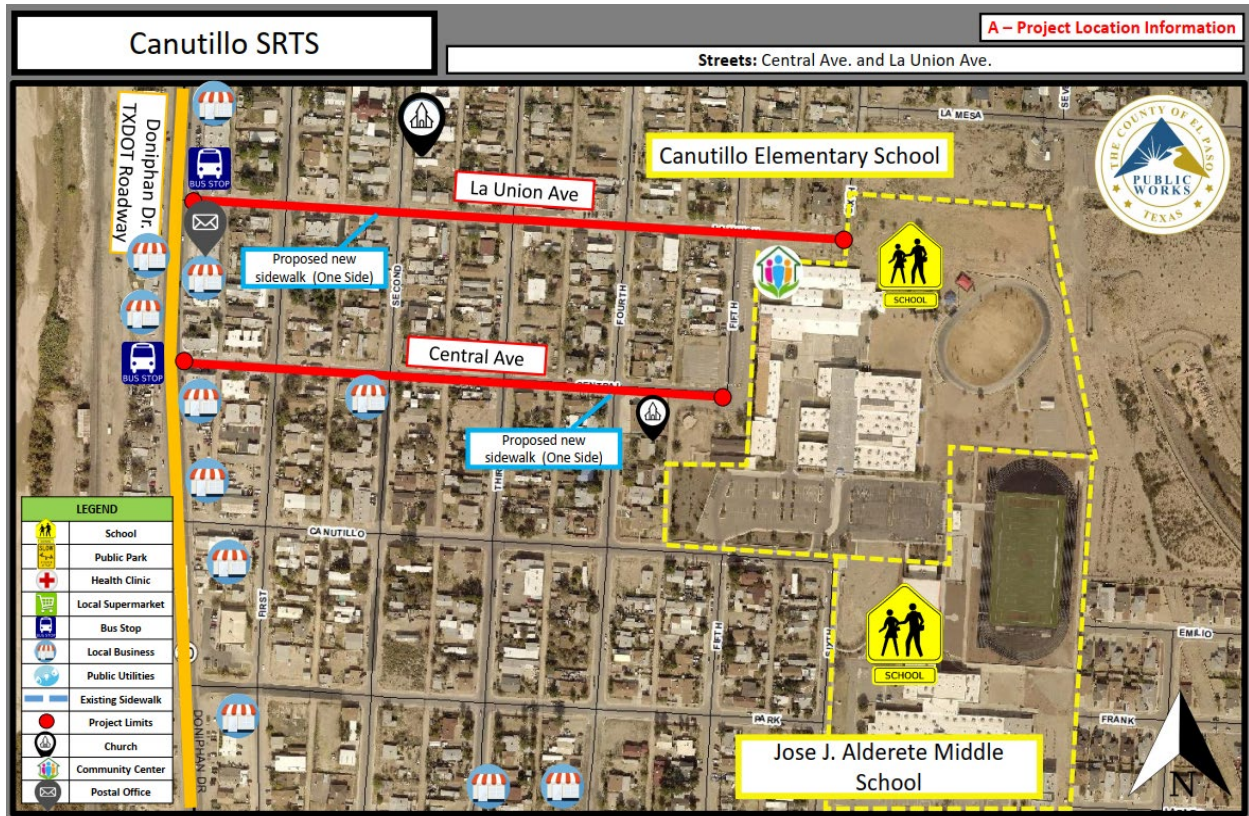 Canutillo SRTS
A – Project Location Information
Streets: Central Ave. and La Union Ave.
Doniphan Dr.
TXDOT Roadway
BUS STOP
La Union Ave
Proposed new
sidewalk (One Side)
Canutillo Elementary School
LA MESA
THE COUNTY OF EL PASO
PUBLIC
WORKS
TEXAS
SECOND
FOURTH
FIFTH
SCHOOL
BUS STOP
Central Ave
Proposed new
sidewalk (One Side)
CANUTILLO
FIRST
FIFTH
SIXTH
SCHOOL
EMILIO
PARK
FRANK
DONIPHAN DR
Jose J. Alderete Middle
School
N
LEGEND
School
Public Park
Health Clinic
Local Supermarket
BUS STOP
Bus Stop
Local Business
Public Utilities
Existing Sidewalk
Project Limits
Church
Community Center
Postal Office